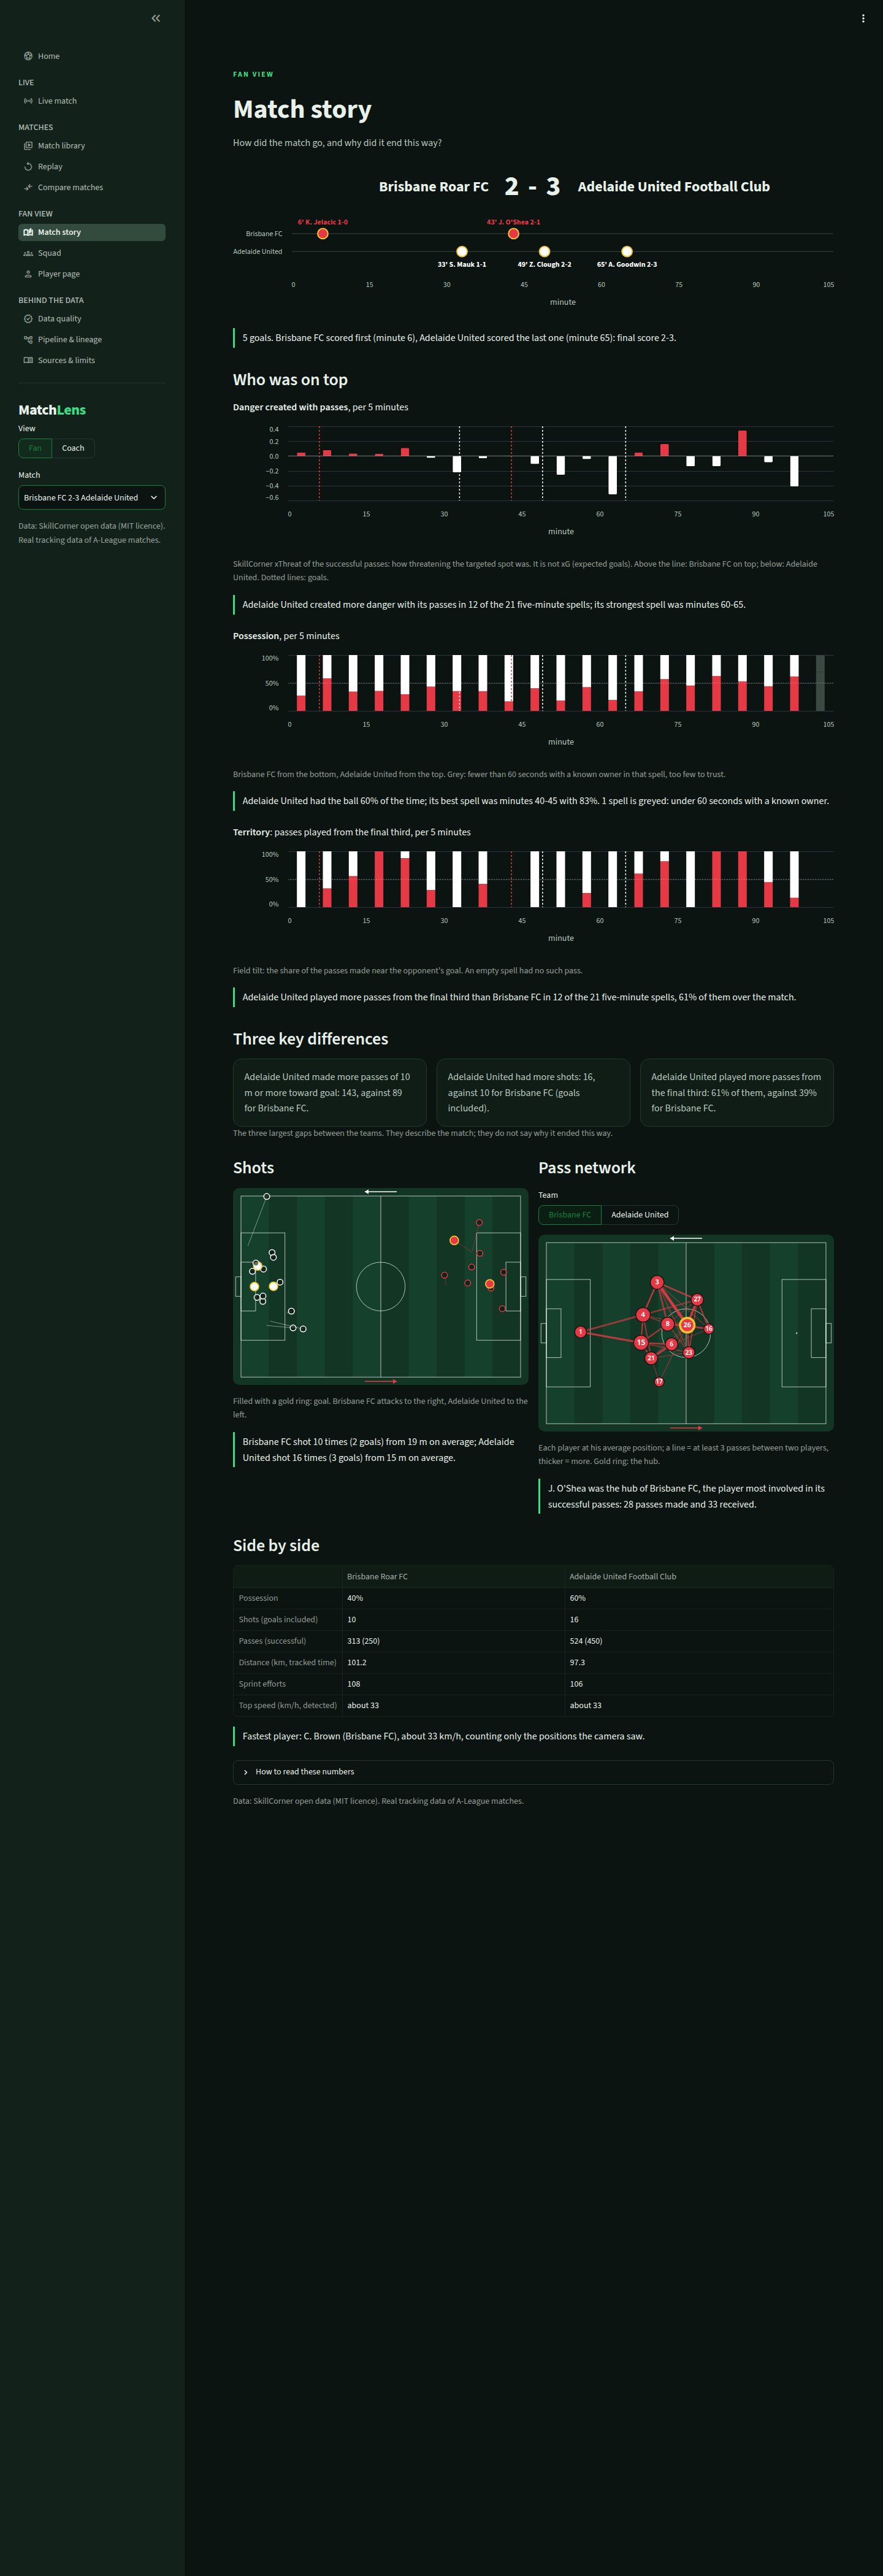 Home
LIVE
Live match
MATCHES
Match library
Replay
Compare matches
FAN VIEW
Match story
Squad
Player page
BEHIND THE DATA
Data quality
Pipeline & lineage
Sources & limits
MatchLens
View
Fan Coach
Match
Brisbane FC 2-3 Adelaide United
Data: SkillCorner open data (MIT licence).
Real tracking data of A-League matches.
FAN VIEW
Match story
How did the match go, and why did it end this way?
Brisbane Roar FC 2 - 3 Adelaide United Football Club
6' K. Jelacic 1-0 43' J. O'Shea 2-1
Brisbane FC
Adelaide United
33' S. Mauk 1-1 49' Z. Clough 2-2 65' A. Goodwin 2-3
0 15 30 45 60 75 90 105
minute
5 goals. Brisbane FC scored first (minute 6), Adelaide United scored the last one (minute 65): final score 2-3.
Who was on top
Danger created with passes, per 5 minutes
0.4
0.2
0.0
−0.2
−0.4
−0.6
0 15 30 45 60 75 90 105
minute
SkillCorner xThreat of the successful passes: how threatening the targeted spot was. It is not xG (expected goals). Above the line: Brisbane FC on top; below: Adelaide
United. Dotted lines: goals.
Adelaide United created more danger with its passes in 12 of the 21 five-minute spells; its strongest spell was minutes 60-65.
Possession, per 5 minutes
100%
50%
0%
0 15 30 45 60 75 90 105
minute
Brisbane FC from the bottom, Adelaide United from the top. Grey: fewer than 60 seconds with a known owner in that spell, too few to trust.
Adelaide United had the ball 60% of the time; its best spell was minutes 40-45 with 83%. 1 spell is greyed: under 60 seconds with a known owner.
Territory: passes played from the final third, per 5 minutes
100%
50%
0%
0 15 30 45 60 75 90 105
minute
Field tilt: the share of the passes made near the opponent's goal. An empty spell had no such pass.
Adelaide United played more passes from the final third than Brisbane FC in 12 of the 21 five-minute spells, 61% of them over the match.
Three key differences
Adelaide United made more passes of 10
m or more toward goal: 143, against 89
for Brisbane FC.
Adelaide United had more shots: 16,
against 10 for Brisbane FC (goals
included).
Adelaide United played more passes from
the final third: 61% of them, against 39%
for Brisbane FC.
The three largest gaps between the teams. They describe the match; they do not say why it ended this way.
Shots
Filled with a gold ring: goal. Brisbane FC attacks to the right, Adelaide United to the
left.
Brisbane FC shot 10 times (2 goals) from 19 m on average; Adelaide
United shot 16 times (3 goals) from 15 m on average.
Pass network
Team
Brisbane FC Adelaide United
3
27
4
8 26
1 16
15 6
23
21
17
Each player at his average position; a line = at least 3 passes between two players,
thicker = more. Gold ring: the hub.
J. O'Shea was the hub of Brisbane FC, the player most involved in its
successful passes: 28 passes made and 33 received.
Side by side
Brisbane Roar FC Adelaide United Football Club
Possession 40% 60%
Shots (goals included) 10 16
Passes (successful) 313 (250) 524 (450)
Distance (km, tracked time) 101.2 97.3
Sprint efforts 108 106
Top speed (km/h, detected) about 33 about 33
Fastest player: C. Brown (Brisbane FC), about 33 km/h, counting only the positions the camera saw.
How to read these numbers
Data: SkillCorner open data (MIT licence). Real tracking data of A-League matches.